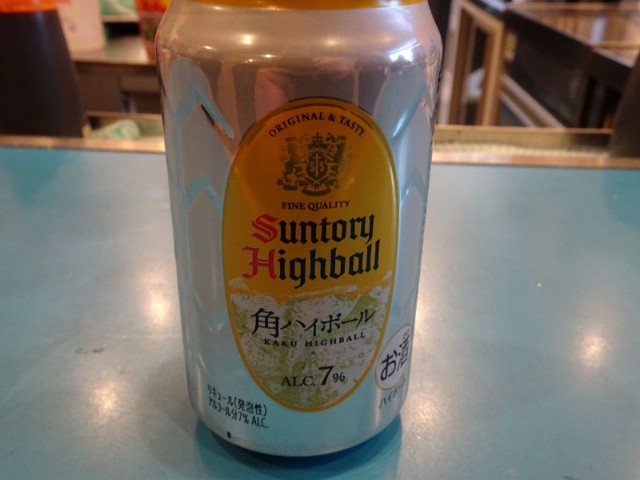 ORIGINAL & TASTY
FINE QUALITY
Suntory
Highball
角ハイボール
KAKU HIGHBALL
ALC. 7%
お酒
リキュール(発泡性)
アルコール分7% ALC.